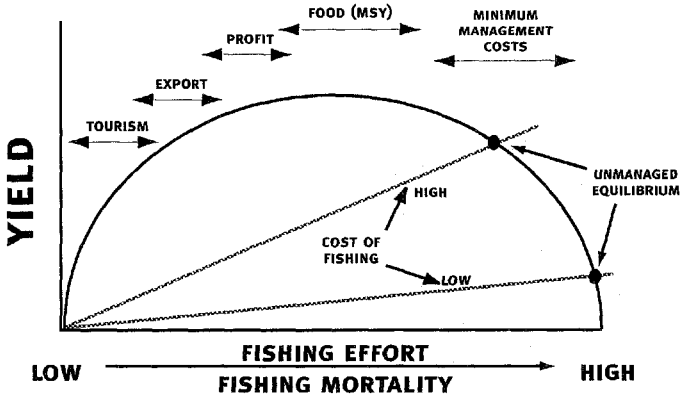 FOOD (MSY)
MINIMUM
MANAGEMENT
COSTS
PROFIT
EXPORT
TOURISM
YIELD
UNMANAGED
EQUILIBRIUM
HIGH
COST OF
FISHING
LOW
FISHING EFFORT
LOW
HIGH
FISHING MORTALITY